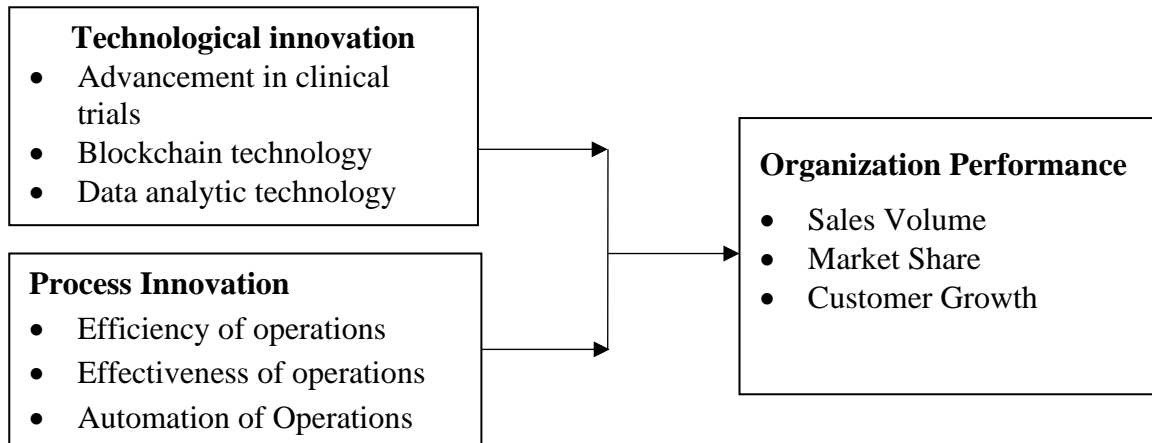 Technological innovation
• Advancement in clinical
trials
• Blockchain technology
• Data analytic technology
Process Innovation
• Efficiency of operations
• Effectiveness of operations
• Automation of Operations
Organization Performance
• Sales Volume
• Market Share
• Customer Growth